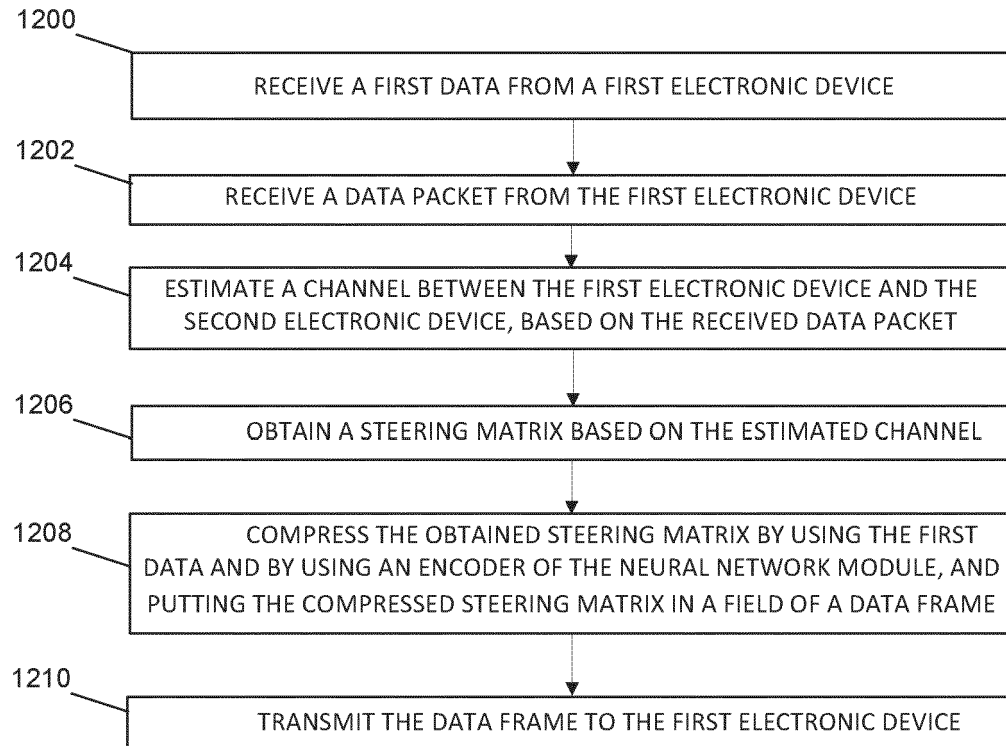 1200
RECEIVE A FIRST DATA FROM A FIRST ELECTRONIC DEVICE
1202
RECEIVE A DATA PACKET FROM THE FIRST ELECTRONIC DEVICE
1204
ESTIMATE A CHANNEL BETWEEN THE FIRST ELECTRONIC DEVICE AND THE
SECOND ELECTRONIC DEVICE, BASED ON THE RECEIVED DATA PACKET
1206
OBTAIN A STEERING MATRIX BASED ON THE ESTIMATED CHANNEL
1208
COMPRESS THE OBTAINED STEERING MATRIX BY USING THE FIRST
DATA AND BY USING AN ENCODER OF THE NEURAL NETWORK MODULE, AND
PUTTING THE COMPRESSED STEERING MATRIX IN A FIELD OF A DATA FRAME
1210
TRANSMIT THE DATA FRAME TO THE FIRST ELECTRONIC DEVICE